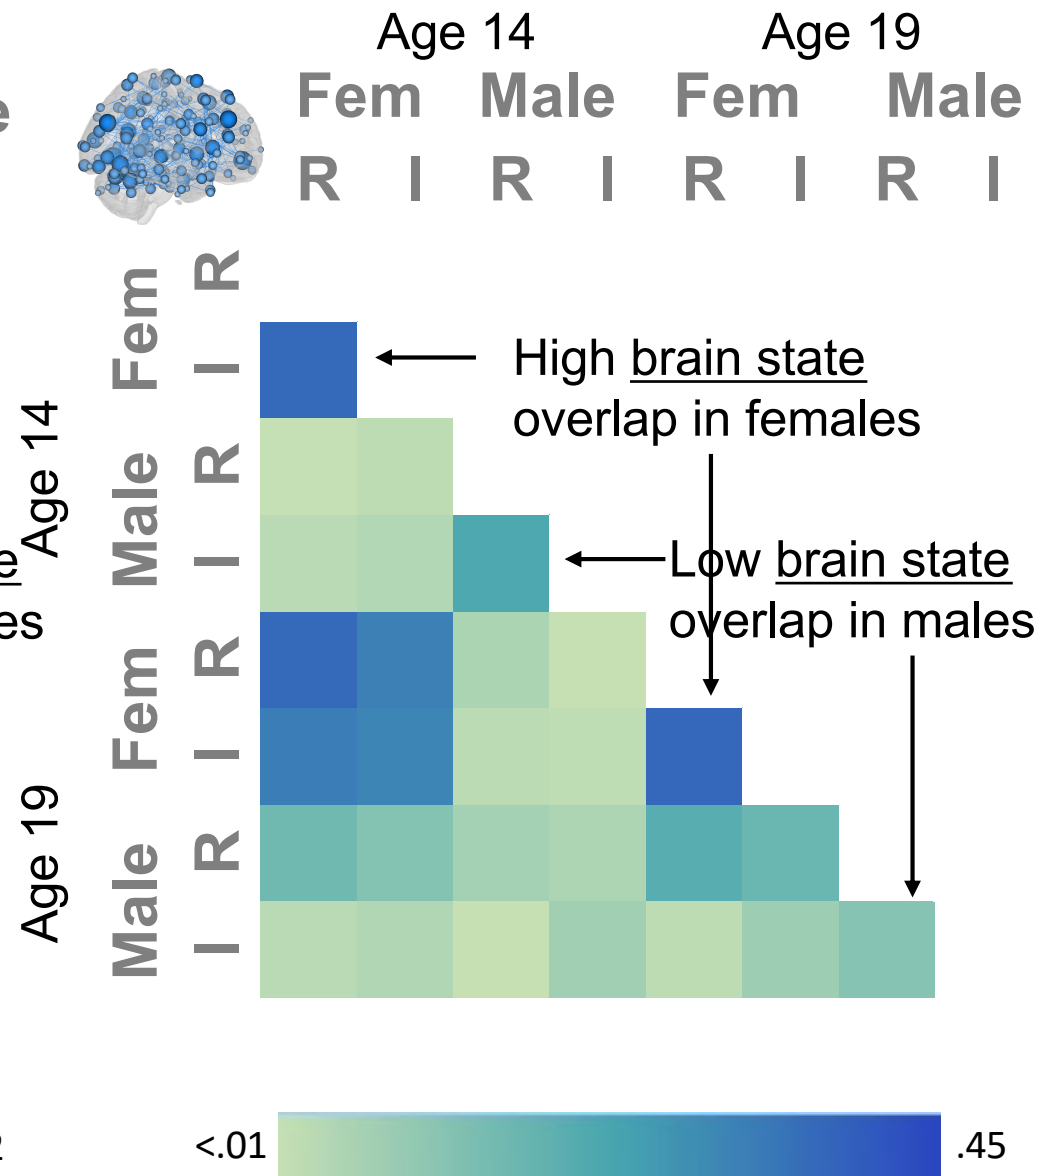 Age 14 Age 19
Fem Male Fem Male
R I R I R I R I
Age 14
Fem
R
I
High brain state
overlap in females
Male
R
I
Low brain state
overlap in males
Age 19
Fem
R
I
Male
R
I
<.01 .45